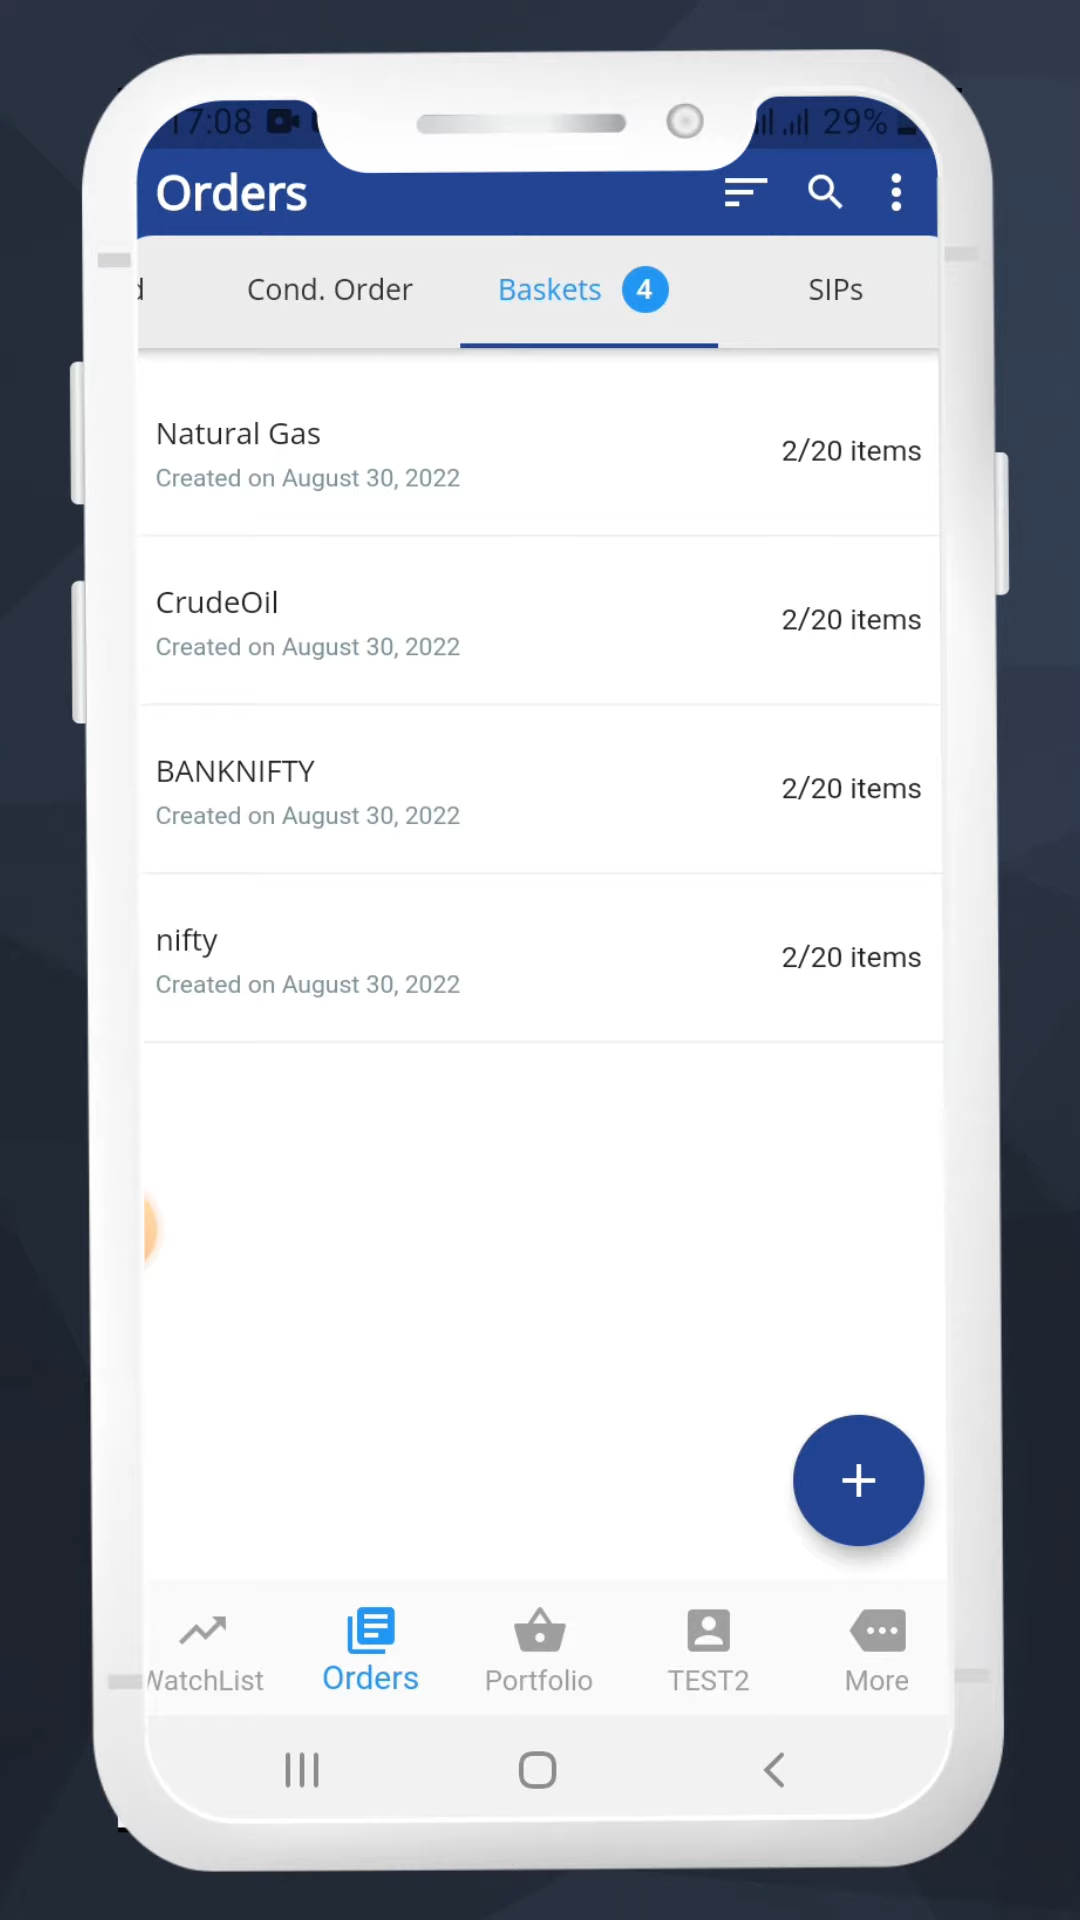 17:08 29%
Orders
d Cond. Order Baskets 4 SIPs
Natural Gas
2/20 items
Created on August 30, 2022
CrudeOil
2/20 items
Created on August 30, 2022
BANKNIFTY
2/20 items
Created on August 30, 2022
nifty
2/20 items
Created on August 30, 2022
+
WatchList Orders Portfolio TEST2 More